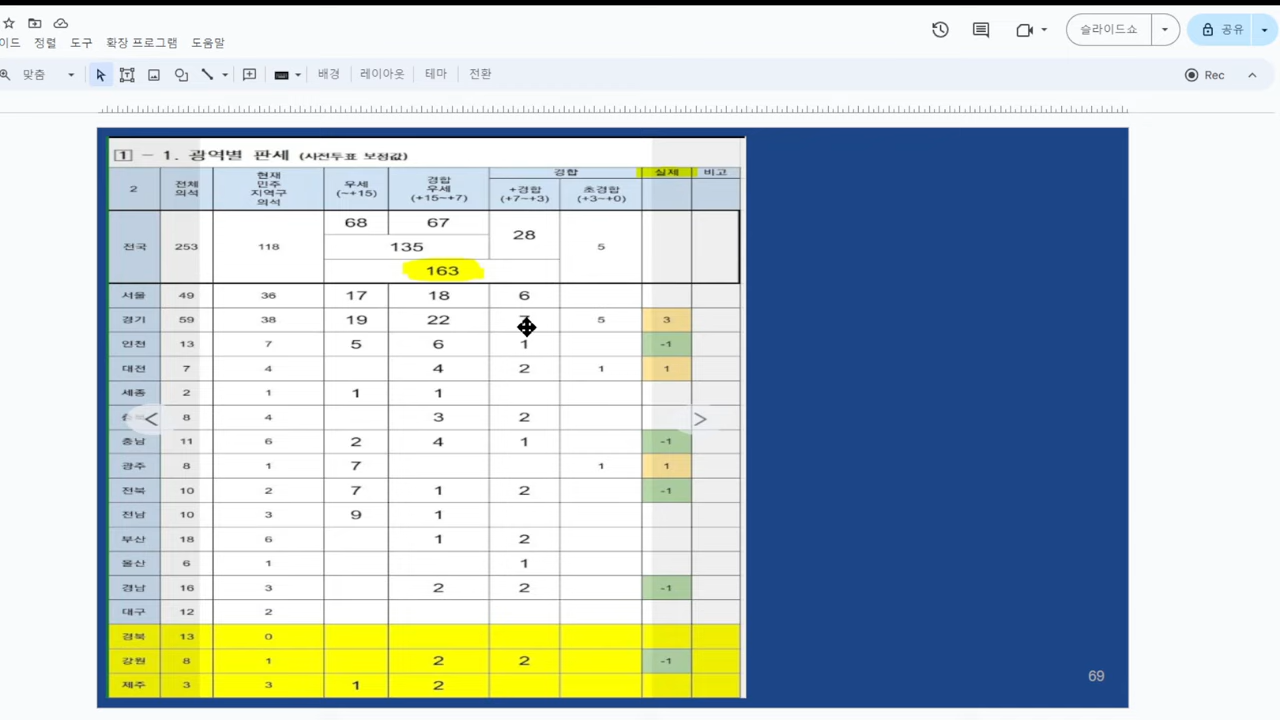 이드 정렬 도구 확장 프로그램 도움말
슬라이드쇼
공유
맞춤
배경 레이아웃 테마 전환
Rec
1 - 1. 광역별 판세 (사전투표 보정값)
2 전체 의석 현재 민주 지역구 의석 우세 (~+15) 경합 우세 (+15~+7) 경합 +경합 (+7~+3) 초경합 (+3~+0) 실제 비고
전국 253 118 68 67 28 5
135
163
서울 49 36 17 18 6
경기 59 38 19 22 5 3
인천 13 7 5 6 1 -1
대전 7 4 4 2 1 1
세종 2 1 1 1
8 4 3 2
충남 11 6 2 4 1 -1
광주 8 1 7 1 1
전북 10 2 7 1 2 -1
전남 10 3 9 1
부산 18 6 1 2
울산 6 1 1
경남 16 3 2 2 -1
대구 12 2
경북 13 0
강원 8 1 2 2 -1
제주 3 3 1 2
69